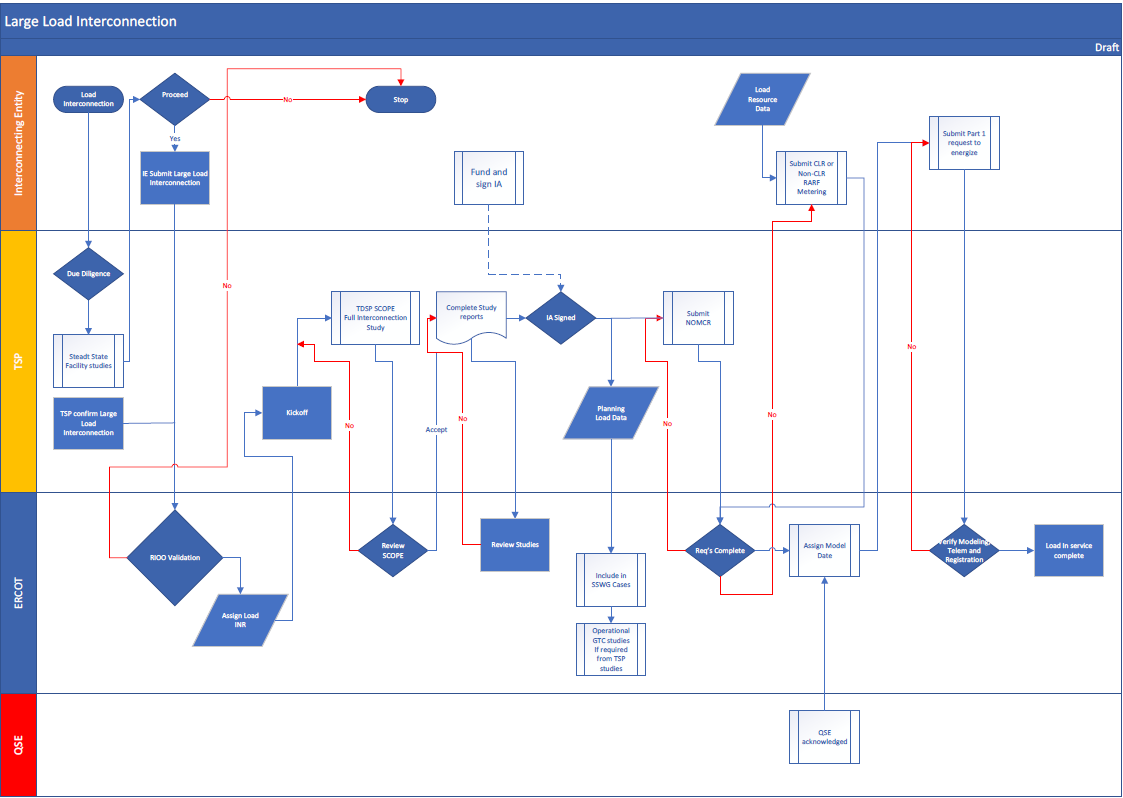 Large Load Interconnection
Draft
Interconnecting Entity
Load
Interconnection
Proceed
No
Stop
Yes
IE Submit Large Load
Interconnection
Fund and
sign IA
Load
Resource
Data
Submit CLR or
Non-CLR
RARF
Metering
Submit Part 1
request to
energize
TSP
Due Diligence
No
Steadt State
Facility studies
TSP confirm Large
Load
Interconnection
Kickoff
TDSP SCOPE
Full Interconnection
Study
No
Accept
Complete Study
reports
No
IA Signed
Planning
Load Data
Submit
NOMCR
No
No
No
ERCOT
RIOO Validation
Assign Load
INR
Review
SCOPE
Review Studies
Include in
SSWG Cases
Operational
GTC studies
If required
from TSP
studies
Req's Complete
Assign Model
Date
Verify Modeling,
Telem and
Registration
Load in service
complete
QSE
QSE
acknowledged